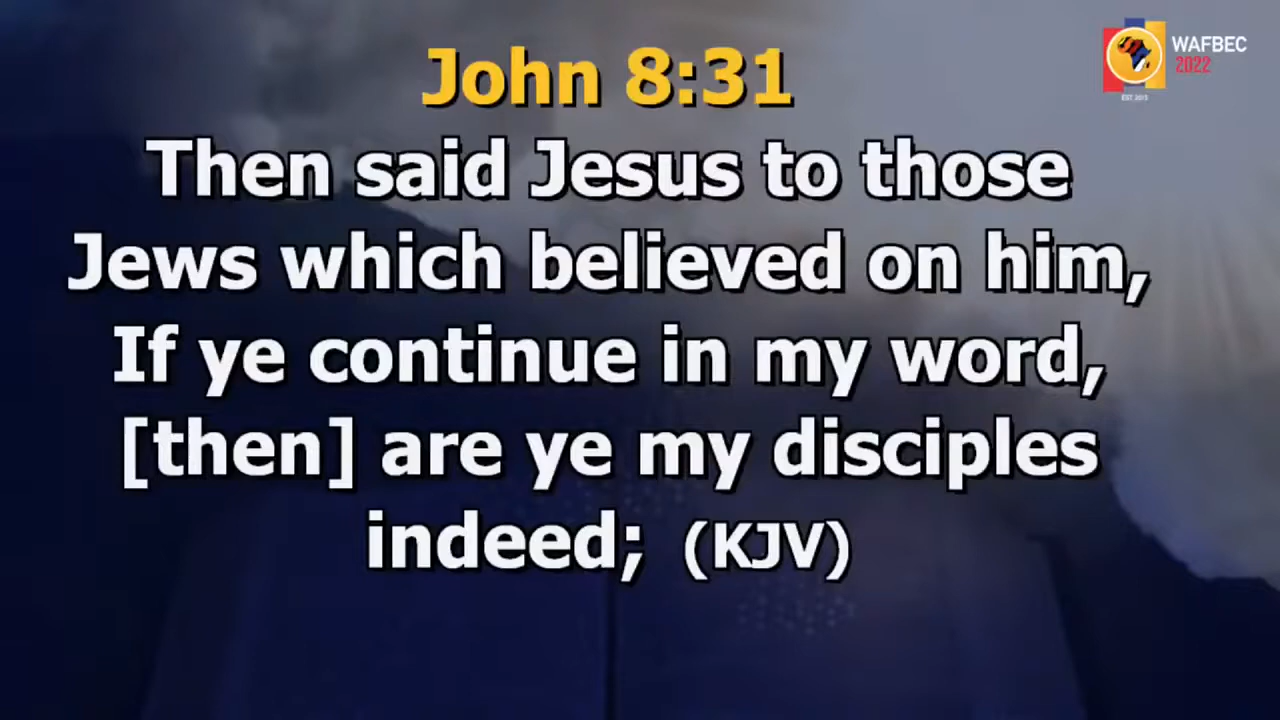 John 8:31
WAFBEC
2022
EST 2013
Then said Jesus to those
Jews which believed on him,
If ye continue in my word,
[then] are ye my disciples
indeed; (KJV)